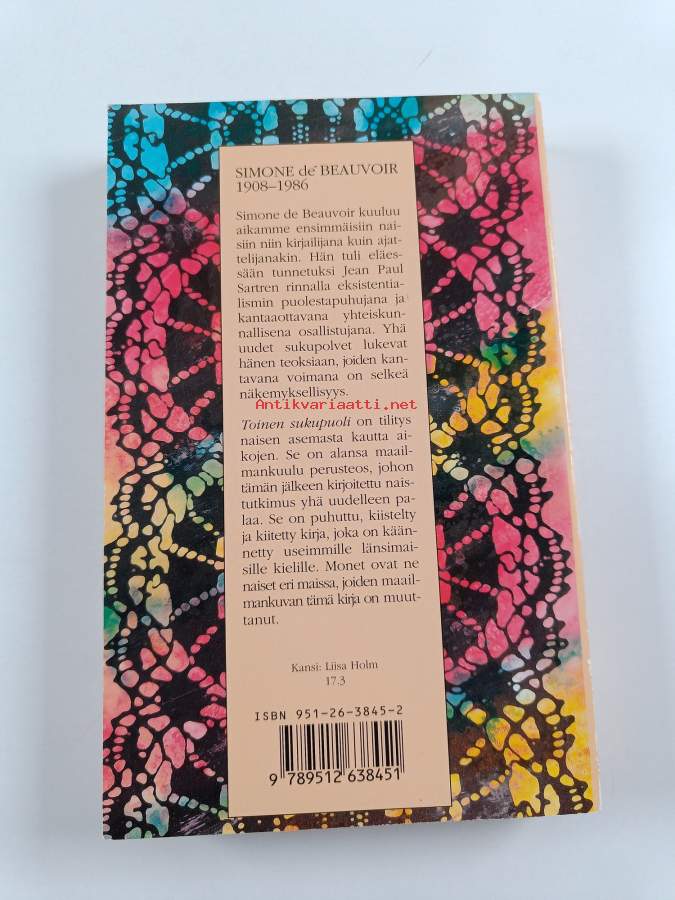 SIMONE de BEAUVOIR
1908–1986
Simone de Beauvoir kuuluu
aikamme ensimmäisiin nai-
siin niin kirjailijana kuin ajat-
telijanakin. Hän tuli eläes-
sään tunnetuksi Jean Paul
Sartren rinnalla eksistentia-
lismin puolestapuhujana ja
kantaaottavana yhteiskun-
nallisena osallistujana. Yhä
uudet sukupolvet lukevat
hänen teoksiaan, joiden kan-
tavana voimana on selkeä
näkemyksellisyys.
Antikvariaatti.net
Toinen sukupuoli on tilitys
naisen asemasta kautta ai-
kojen. Se on alansa maail-
mankuulu perusteos, johon
tämän jälkeen kirjoitettu nais-
tutkimus yhä uudelleen pa-
laa. Se on puhuttu, kiistelty
ja kiitetty kirja, joka on kään-
netty useimmille länsimai-
sille kielille. Monet ovat ne
naiset eri maissa, joiden maail-
mankuvan tämä kirja on muut-
tanut.
Kansi: Liisa Holm
17.3
ISBN 951-26-3845-2
9 789512 638451